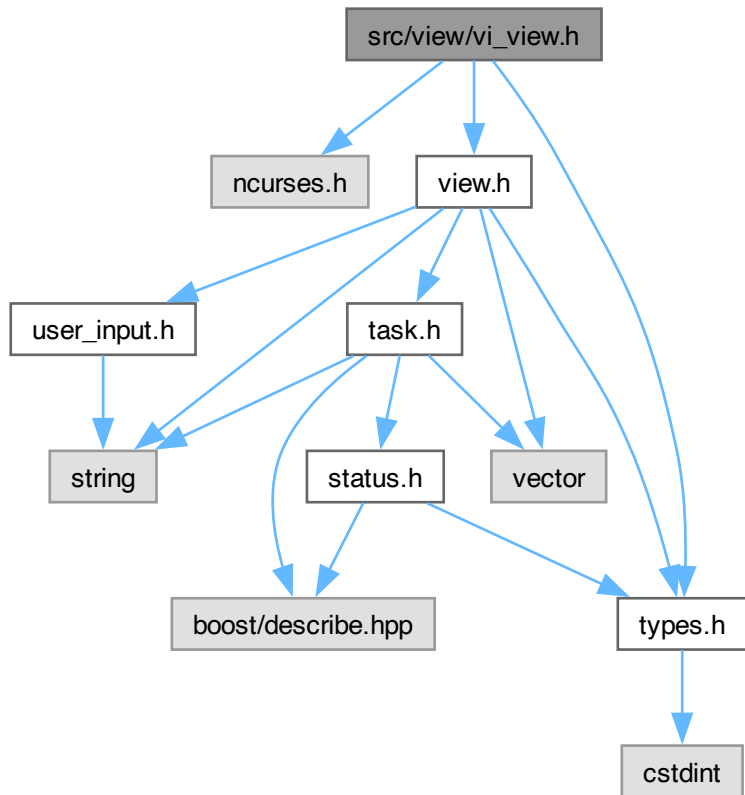 src/view/vi_view.h
ncurses.h
view.h
user_input.h
task.h
string
status.h
vector
boost/describe.hpp
types.h
cstdint